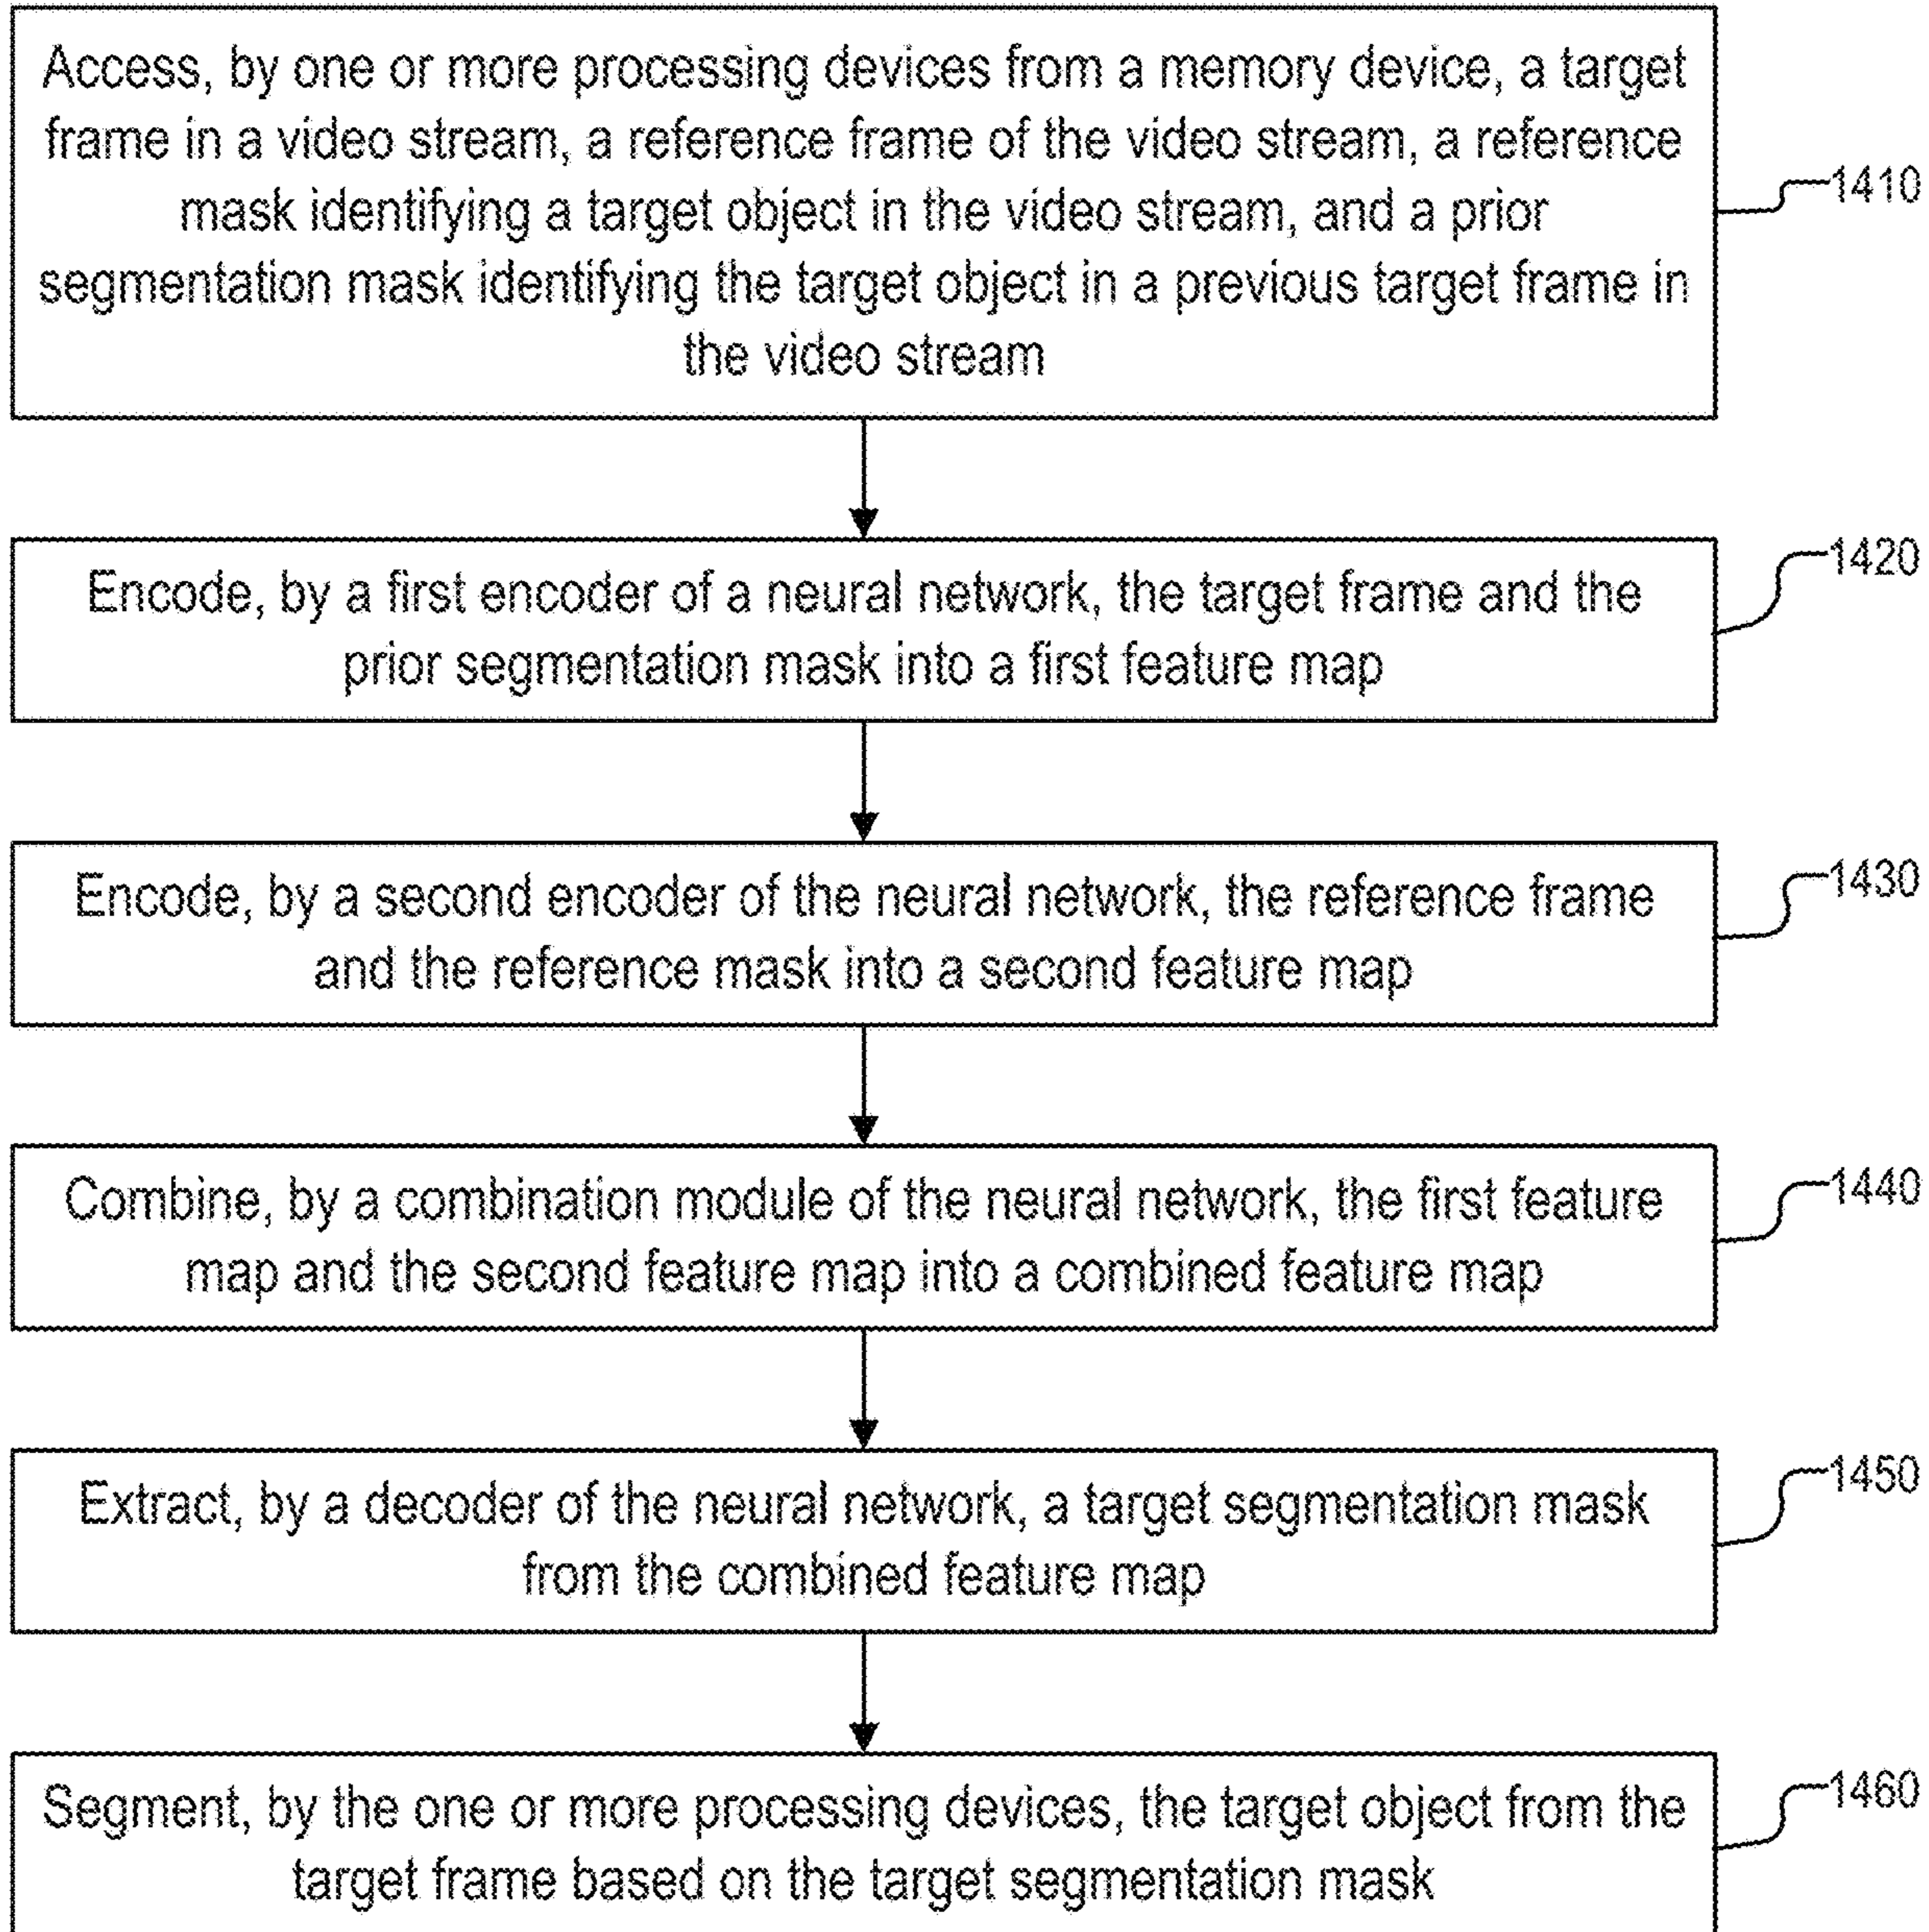 Access, by one or more processing devices from a memory device, a target
frame in a video stream, a reference frame of the video stream, a reference
mask identifying a target object in the video stream, and a prior
segmentation mask identifying the target object in a previous target frame in
the video stream
1410
Encode, by a first encoder of a neural network, the target frame and the
prior segmentation mask into a first feature map
1420
Encode, by a second encoder of the neural network, the reference frame
and the reference mask into a second feature map
1430
Combine, by a combination module of the neural network, the first feature
map and the second feature map into a combined feature map
1440
Extract, by a decoder of the neural network, a target segmentation mask
from the combined feature map
1450
Segment, by the one or more processing devices, the target object from the
target frame based on the target segmentation mask
1460